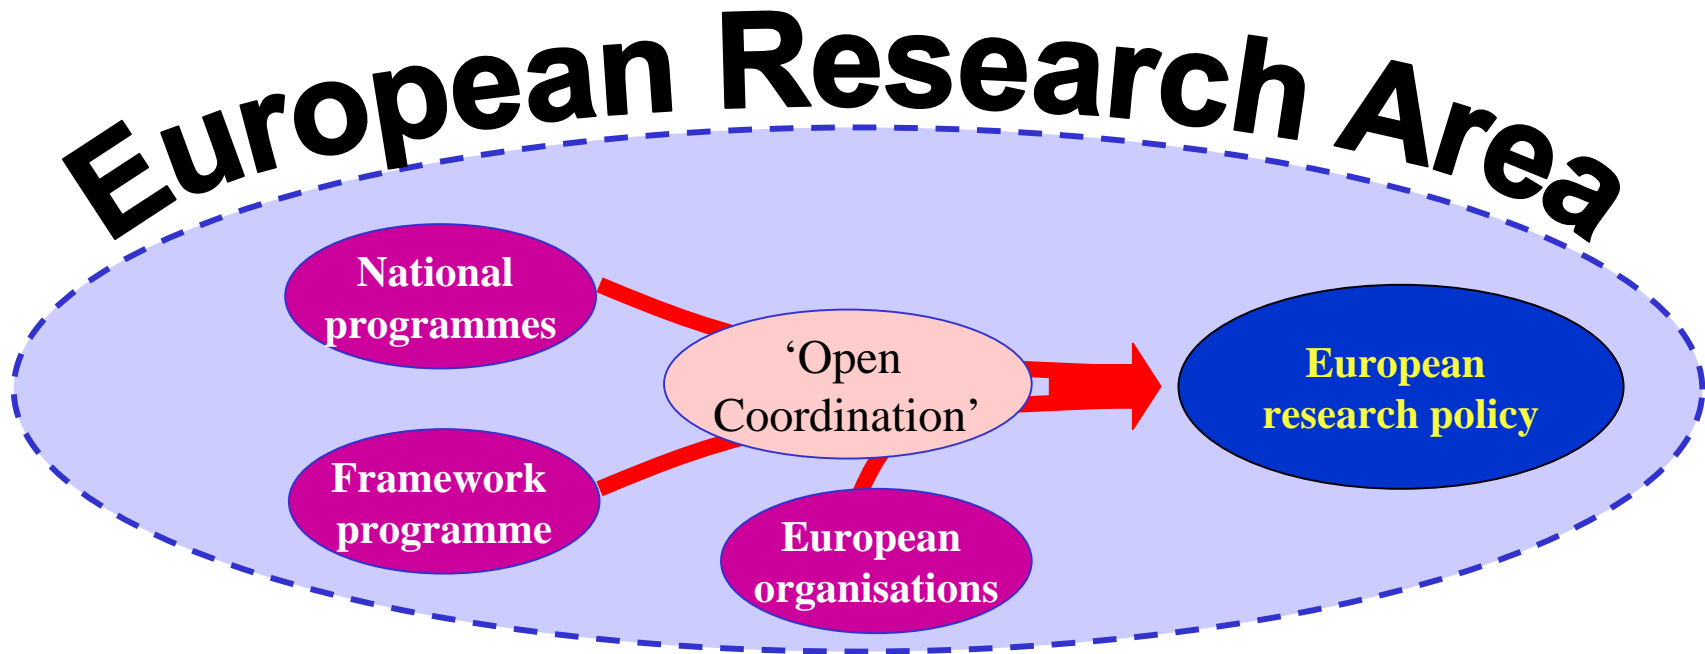 European Research Area
National
programmes
‘Open
Coordination’
European
research policy
Framework
programme
European
organisations